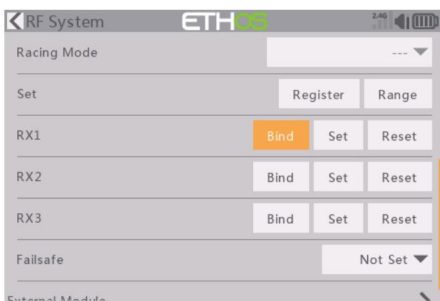 RF System
ETHOS
2.4G
Racing Mode ---
Set Register Range
RX1 Bind Set Reset
RX2 Bind Set Reset
RX3 Bind Set Reset
Failsafe Not Set
External Module